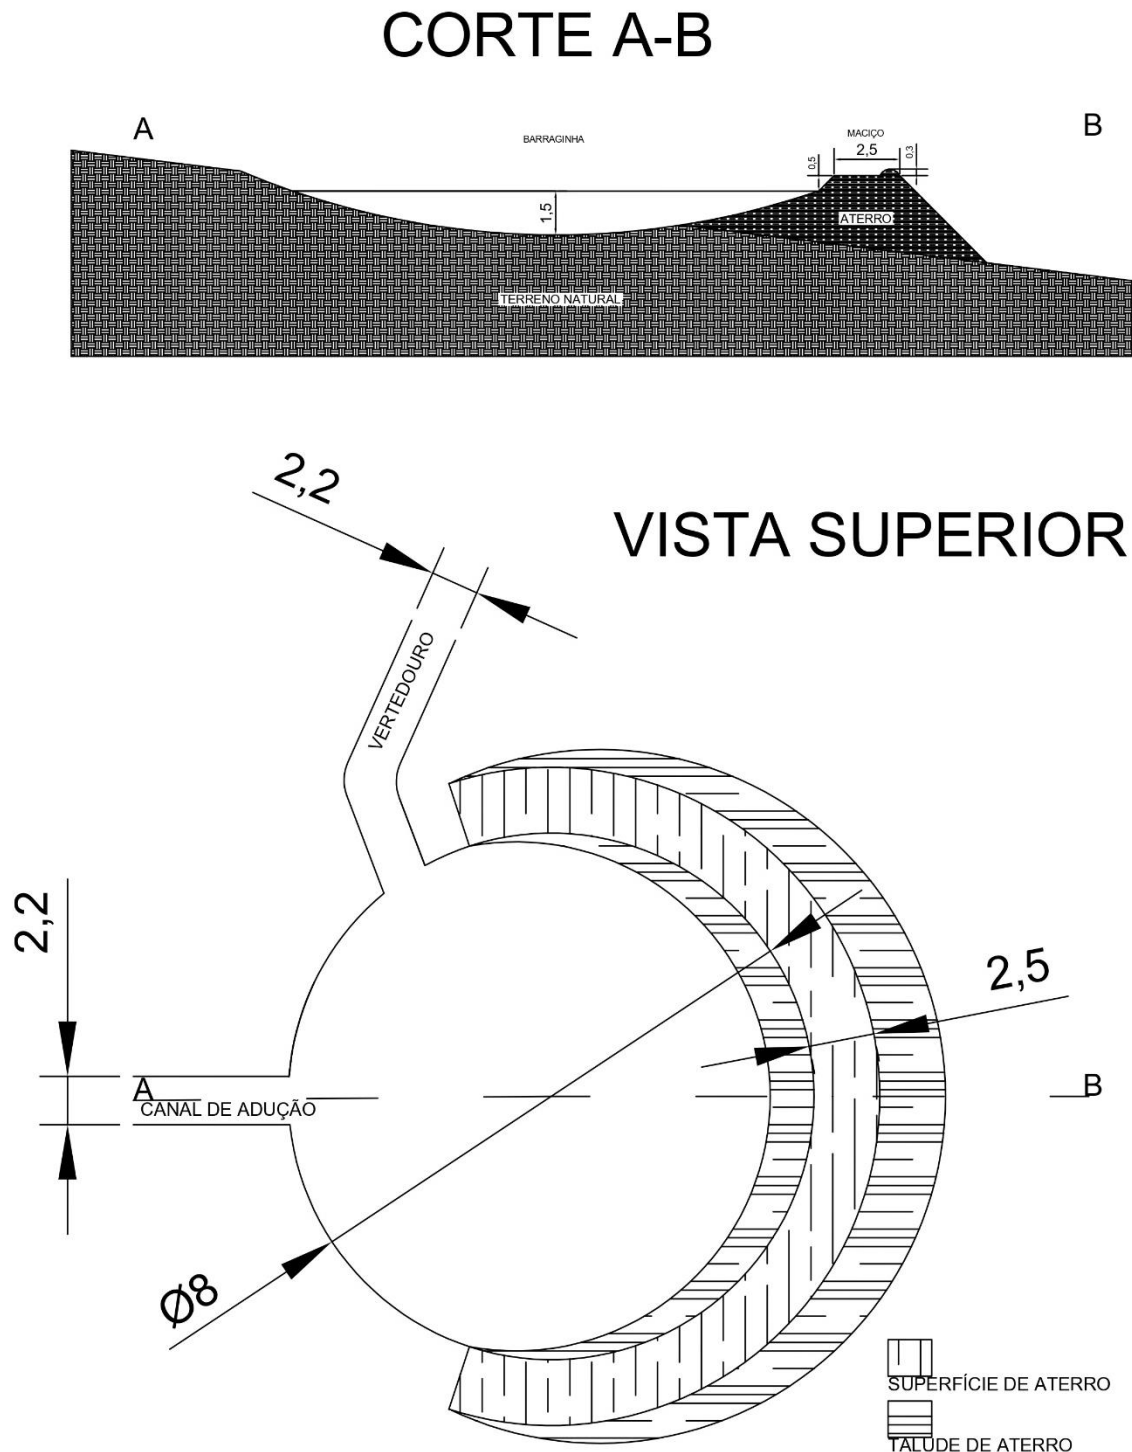 CORTE A-B
A
BARRAGINHA
MACIÇO
B
0,5
2,5
0,3
1,5
ATERRO
TERRENO NATURAL
2,2
VISTA SUPERIOR
VERTEDOURO
2,2
2,5
A
B
CANAL DE ADUÇÃO
Ø8
SUPERFÍCIE DE ATERRO
TALUDE DE ATERRO